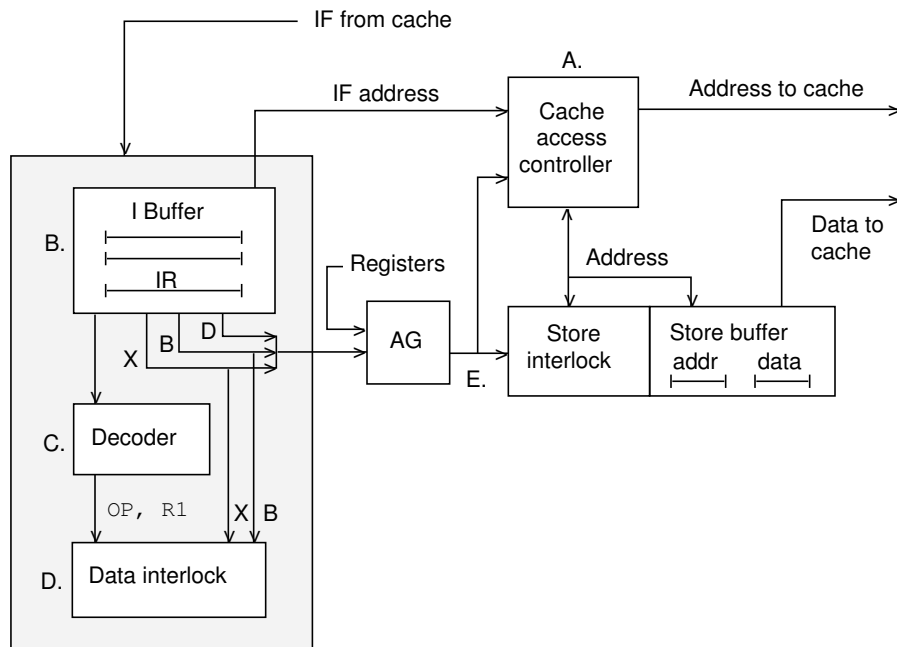 IF from cache
A.
IF address
Address to cache
Cache
access
controller
I Buffer
B.
IR
Data to
cache
Registers
Address
D
B
X
AG
E.
Store
interlock
Store buffer
addr data
C.
Decoder
OP, R1
X
B
D.
Data interlock